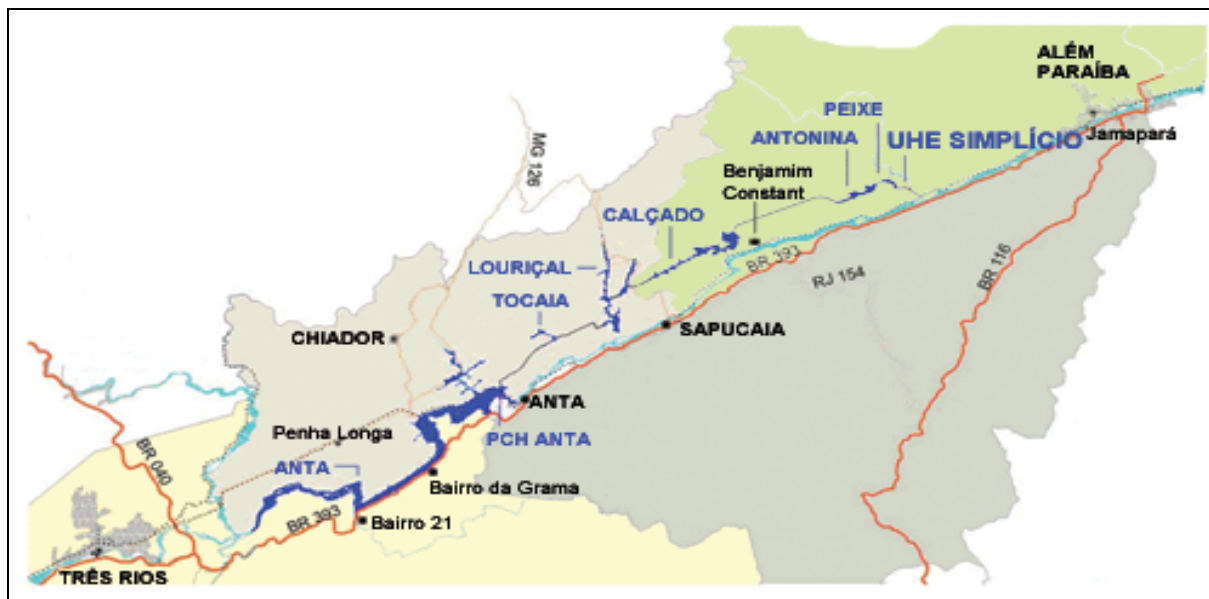 ALÉM
PARAÍBA
PEIXE
ANTONINA
UHE SIMPLÍCIO
Jamapará
MG 126
Benjamim
Constant
CALÇADO
LOURIÇAL
BR 393
RJ 154
BR 116
TOCAIA
CHIADOR
SAPUCAIA
ANTA
Penha Longa
PCH ANTA
BR 040
ANTA
Bairro da Grama
BR 393
Bairro 21
TRÊS RIOS